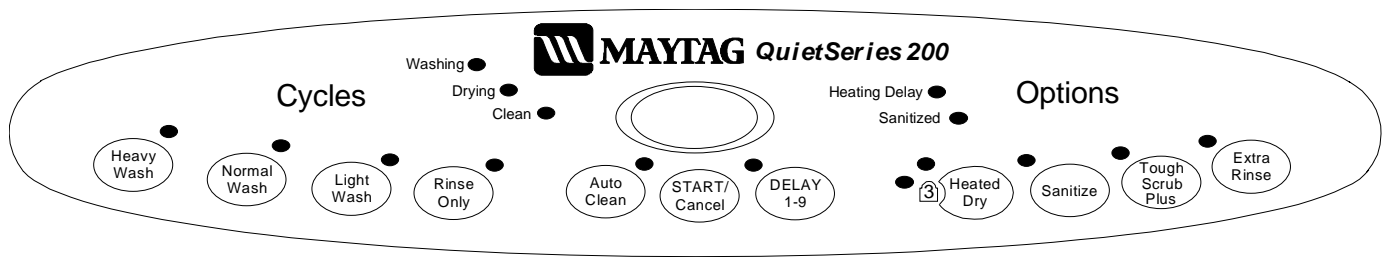 MAYTAG QuietSeries 200
Washing
Drying
Clean
Cycles
Heating Delay
Sanitized
Options
Heavy
Wash
Normal
Wash
Light
Wash
Rinse
Only
Auto
Clean
START/
Cancel
DELAY
1-9
3
Heated
Dry
Sanitize
Tough
Scrub
Plus
Extra
Rinse